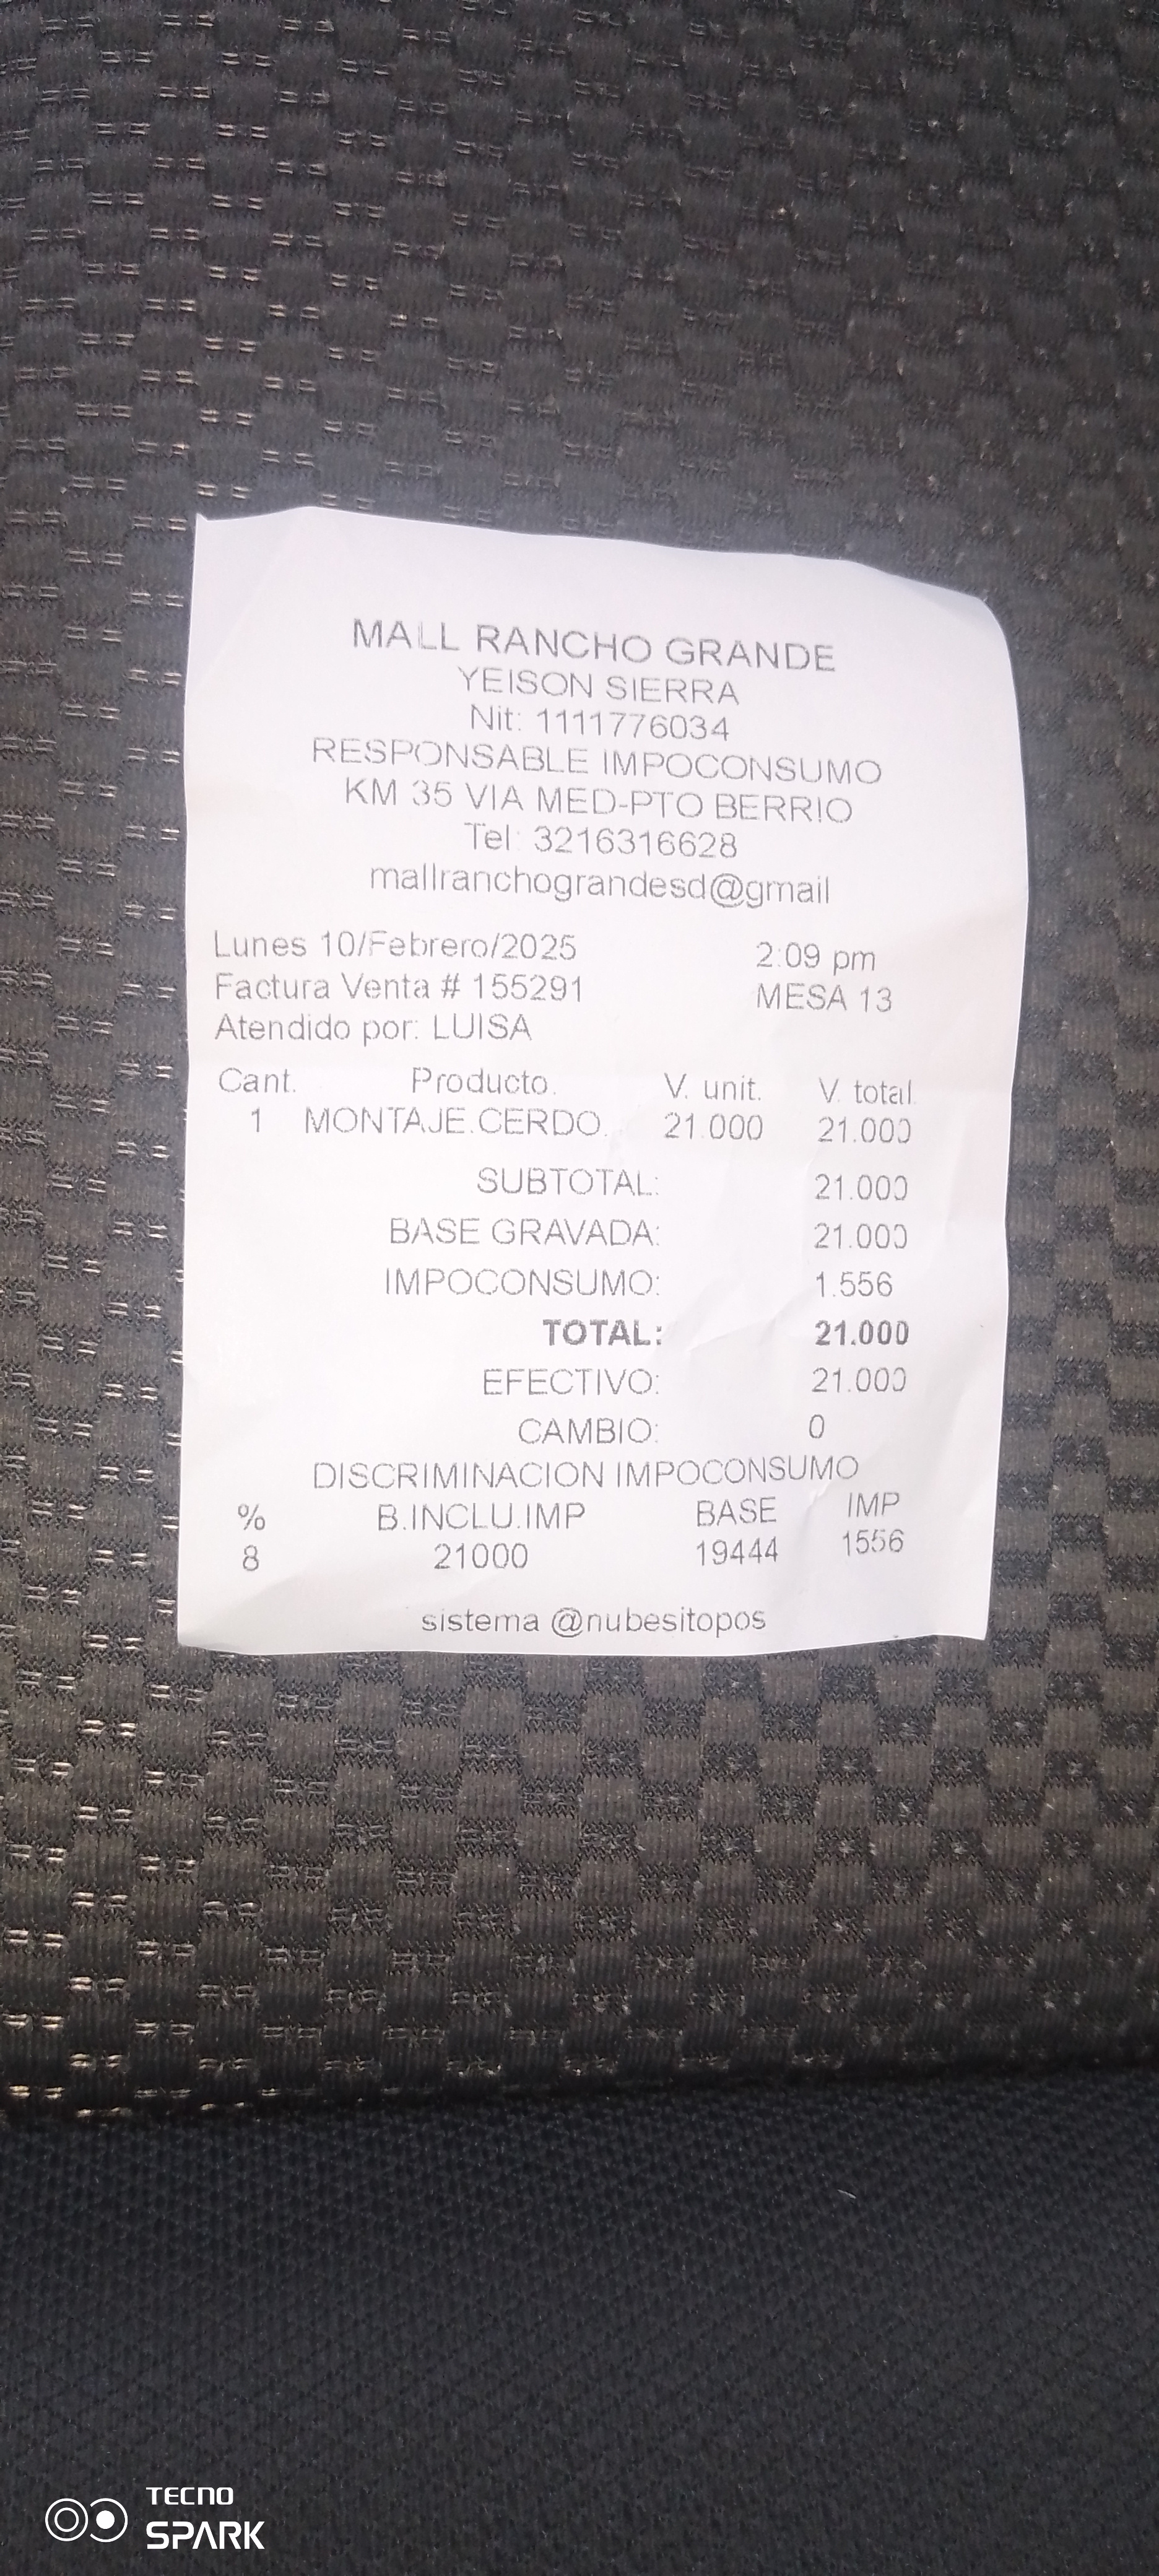 MALL RANCHO GRANDE
YEISON SIERRA
Nit: 1111776034
RESPONSABLE IMPOCONSUMO
KM 35 VIA MED-PTO BERRIO
Tel: 3216316628
mallranchograndesd@gmail
Lunes 10/Febrero/2025 2:09 pm
Factura Venta # 155291 MESA 13
Atendido por: LUISA
Cant. Producto. V. unit. V. total
1 MONTAJE.CERDO. 21.000 21.000
SUBTOTAL: 21.000
BASE GRAVADA: 21.000
IMPOCONSUMO: 1.556
TOTAL: 21.000
EFECTIVO: 21.000
CAMBIO: 0
DISCRIMINACION IMPOCONSUMO
% B.INCLU.IMP BASE IMP
8 21000 19444 1556
sistema @nubesitopos
TECNO
SPARK